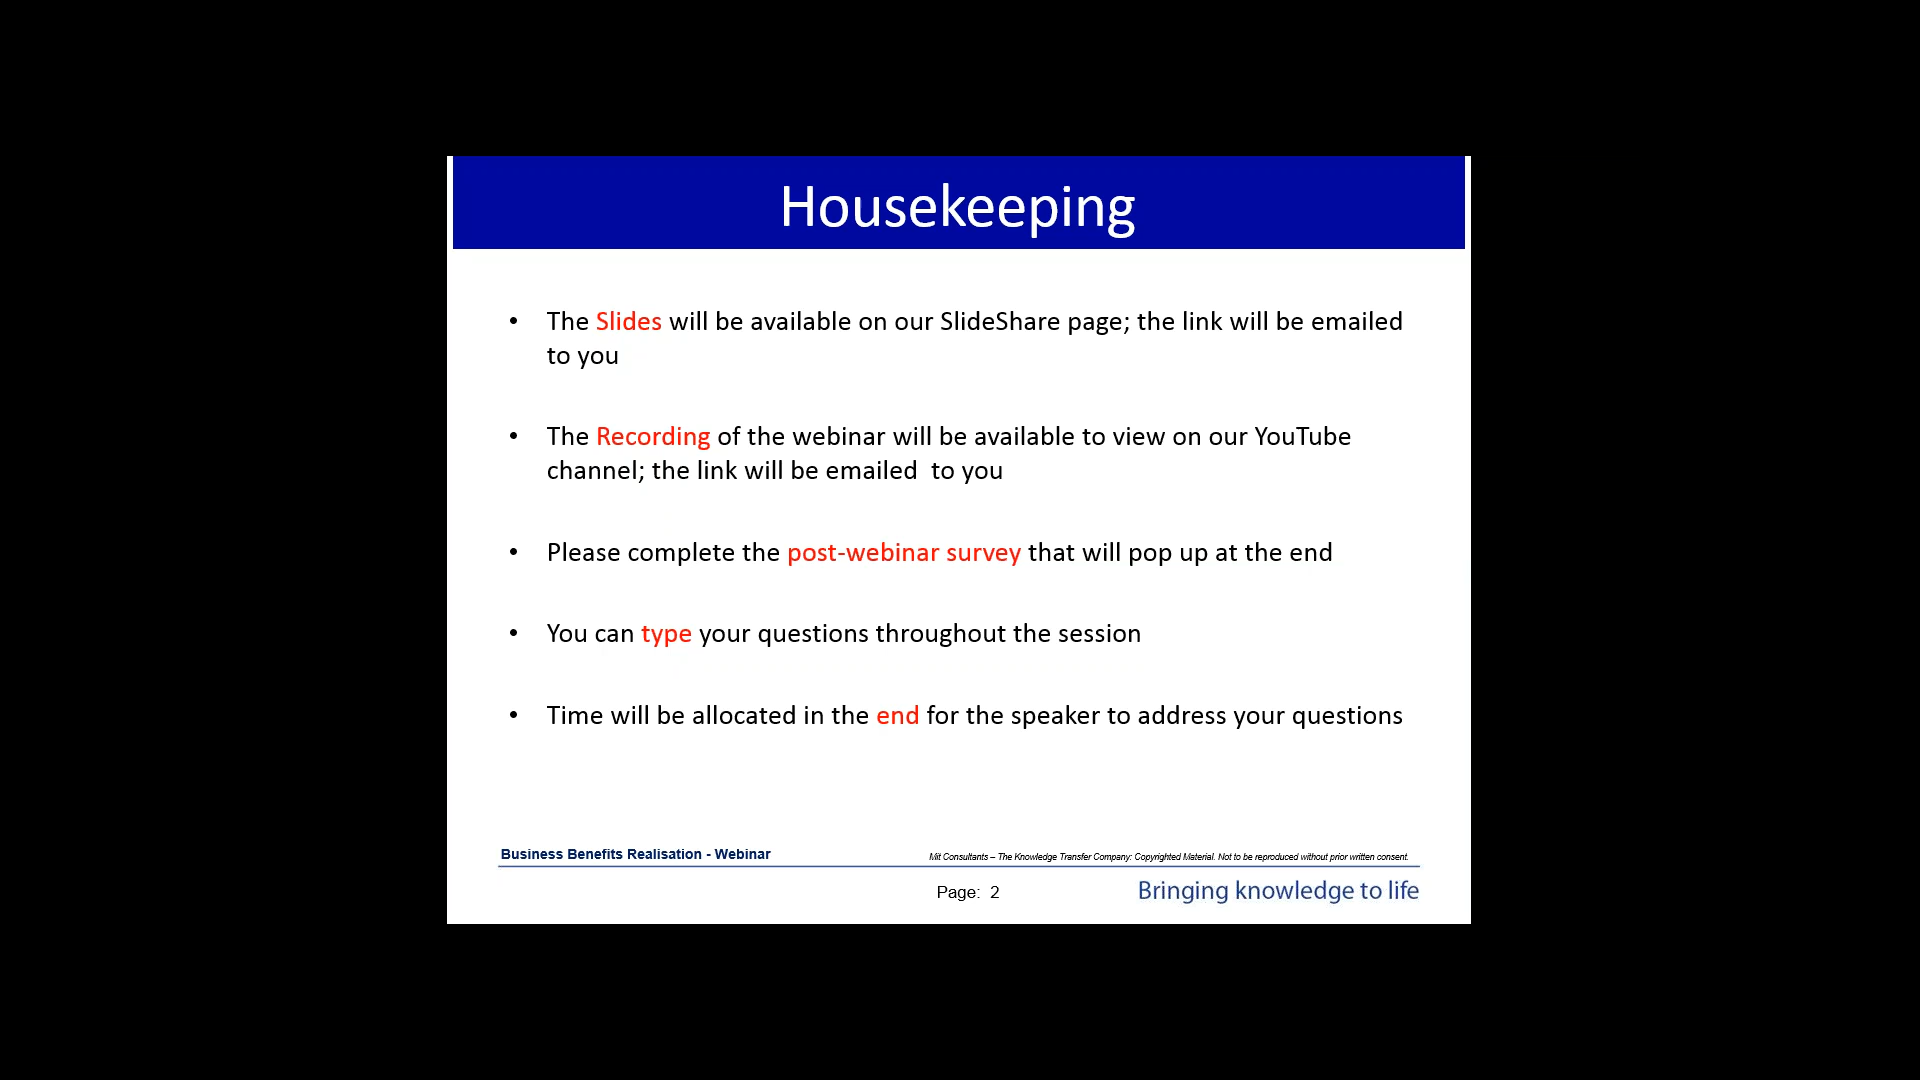 Housekeeping
• The Slides will be available on our SlideShare page; the link will be emailed
to you
• The Recording of the webinar will be available to view on our YouTube
channel; the link will be emailed  to you
• Please complete the post-webinar survey that will pop up at the end
• You can type your questions throughout the session
• Time will be allocated in the end for the speaker to address your questions
Business Benefits Realisation - Webinar
Mit Consultants – The Knowledge Transfer Company: Copyrighted Material. Not to be reproduced without prior written consent.
Page:  2
Bringing knowledge to life